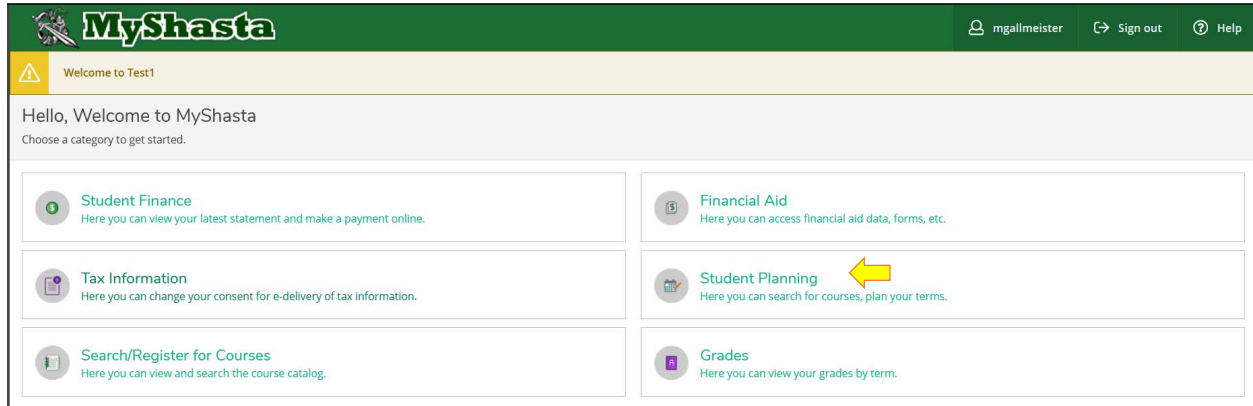 MyShasta
mgallmeister
Sign out
Help
Welcome to Test1
Hello, Welcome to MyShasta
Choose a category to get started.
Student Finance
Here you can view your latest statement and make a payment online.
Financial Aid
Here you can access financial aid data, forms, etc.
Tax Information
Here you can change your consent for e-delivery of tax information.
Student Planning
Here you can search for courses, plan your terms.
Search/Register for Courses
Here you can view and search the course catalog.
Grades
Here you can view your grades by term.